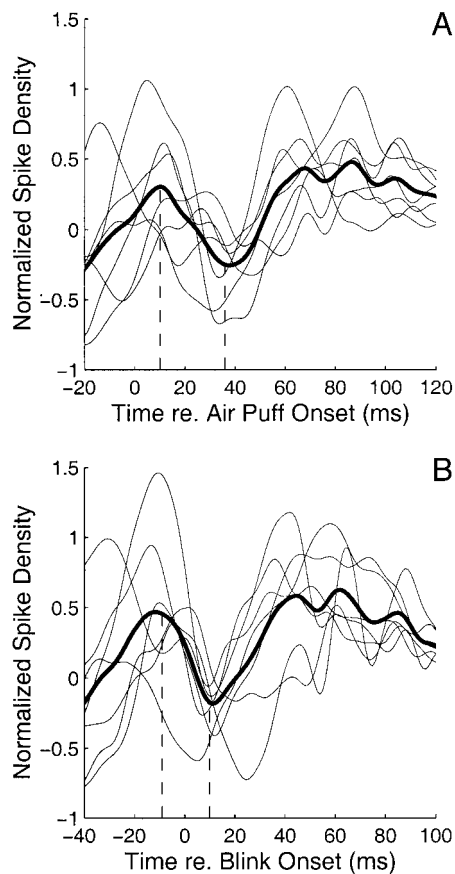 A
1.5
1
0.5
0
−0.5
−1
Normalized Spike Density
−20 0 20 40 60 80 100 120
Time re. Air Puff Onset (ms)
B
1.5
1
0.5
0
−0.5
−1
Normalized Spike Density
−40 −20 0 20 40 60 80 100
Time re. Blink Onset (ms)